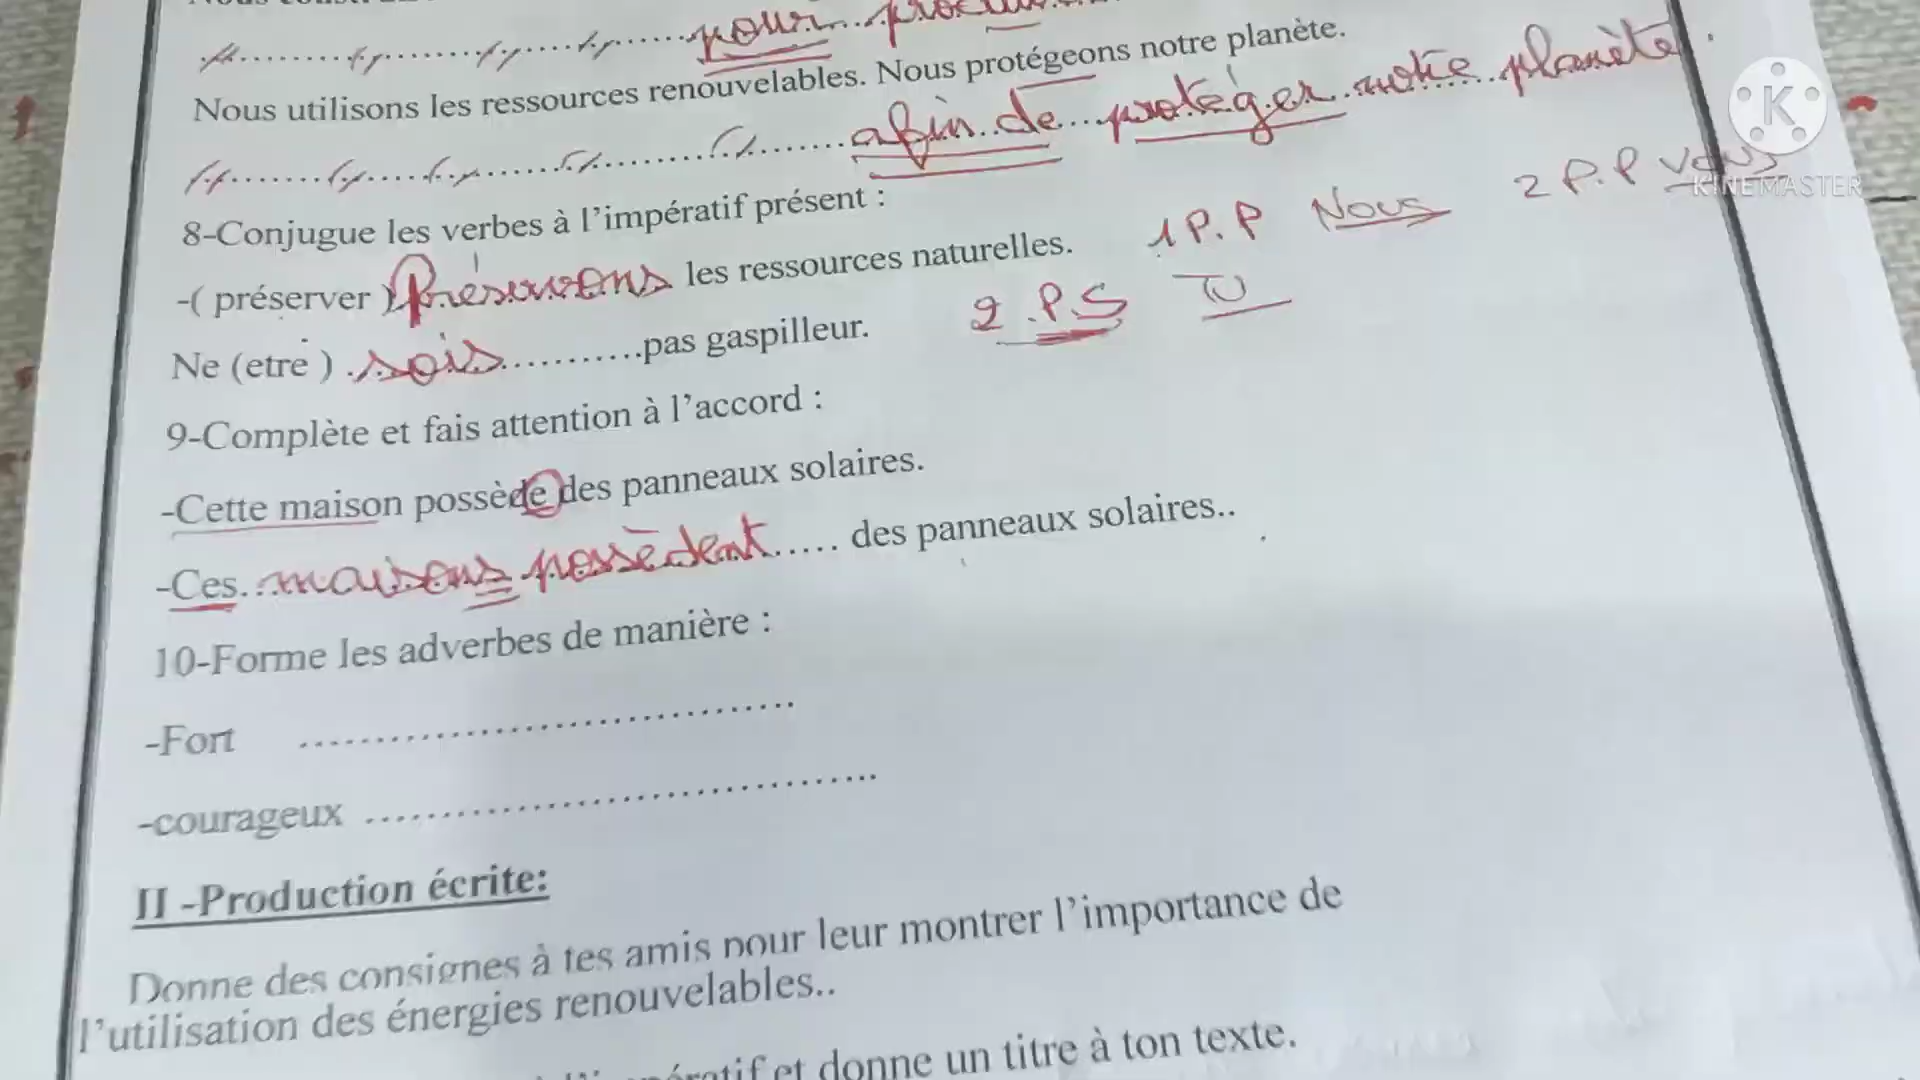 pour
Nous utilisons les ressources renouvelables. Nous protégeons notre planète.
afin de protéger notre planète.
8-Conjugue les verbes à l'impératif présent :
1 P.P Nous 2 P.P Vous
KINEMASTER
-( préserver ) Préservons les ressources naturelles.
2 P.S TU
Ne (etre ) sois..........pas gaspilleur.
9-Complète et fais attention à l'accord :
-Cette maison possède des panneaux solaires.
-Ces maisons possèdent..... des panneaux solaires..
10-Forme les adverbes de manière :
-Fort ..................................
-courageux ..................................
II -Production écrite:
Donne des consignes à tes amis pour leur montrer l'importance de
l'utilisation des énergies renouvelables..
et donne un titre à ton texte.